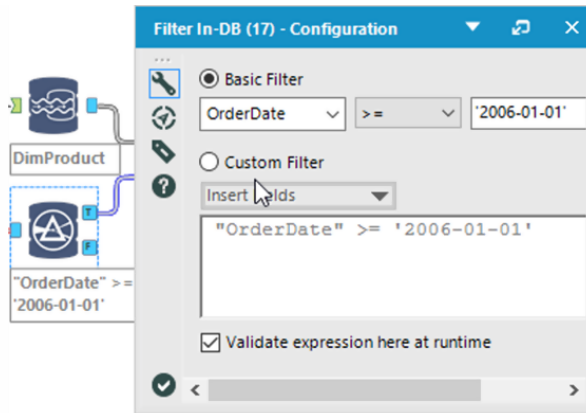 Filter In-DB (17) - Configuration
Basic Filter
OrderDate >= '2006-01-01'
Custom Filter
Insert Fields
"OrderDate" >= '2006-01-01'
Validate expression here at runtime
DimProduct
T
F
"OrderDate" >=
'2006-01-01'